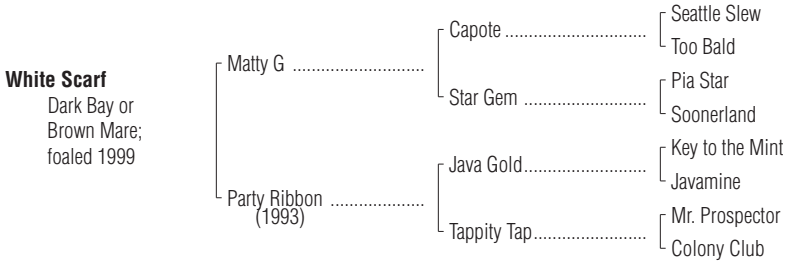 Seattle Slew
Capote ..............................
Too Bald
White Scarf
Matty G ............................
Dark Bay or
Pia Star
Brown Mare;
Star Gem ..........................
Soonerland
foaled 1999
Key to the Mint
Java Gold..........................
Javamine
Party Ribbon ....................
(1993)
Mr. Prospector
Tappity Tap........................
Colony Club